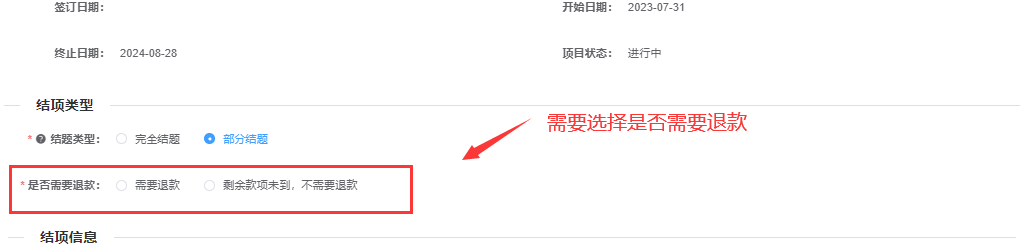 签订日期：
开始日期： 2023-07-31
终止日期： 2024-08-28
项目状态： 进行中
结项类型
* ? 结题类型： 完全结题 部分结题
需要选择是否需要退款
* 是否需要退款： 需要退款 剩余款项未到，不需要退款
结项信息